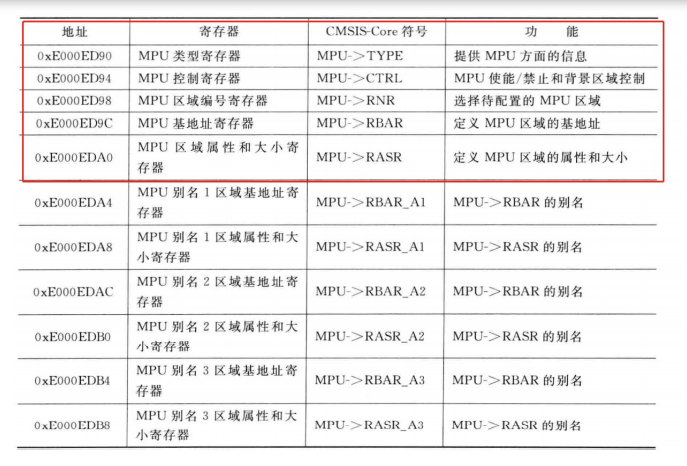 地址 寄存器 CMSIS-Core 符号 功 能
0xE000ED90 MPU 类型寄存器 MPU->TYPE 提供 MPU 方面的信息
0xE000ED94 MPU 控制寄存器 MPU->CTRL MPU 使能/禁止和背景区域控制
0xE000ED98 MPU 区域编号寄存器 MPU->RNR 选择待配置的 MPU 区域
0xE000ED9C MPU 基地址寄存器 MPU->RBAR 定义 MPU 区域的基地址
0xE000EDA0 MPU 区域属性和大小寄 MPU->RASR 定义 MPU 区域的属性和大小
存器
0xE000EDA4 MPU 别名 1 区域基地址寄 MPU->RBAR_A1 MPU->RBAR 的别名
存器
0xE000EDA8 MPU 别名 1 区域属性和大 MPU->RASR_A1 MPU->RASR 的别名
小寄存器
0xE000EDAC MPU 别名 2 区域基地址寄 MPU->RBAR_A2 MPU->RBAR 的别名
存器
0xE000EDB0 MPU 别名 2 区域属性和大 MPU->RASR_A2 MPU->RASR 的别名
小寄存器
0xE000EDB4 MPU 别名 3 区域基地址寄 MPU->RBAR_A3 MPU->RBAR 的别名
存器
0xE000EDB8 MPU 别名 3 区域属性和大 MPU->RASR_A3 MPU->RASR 的别名
小寄存器